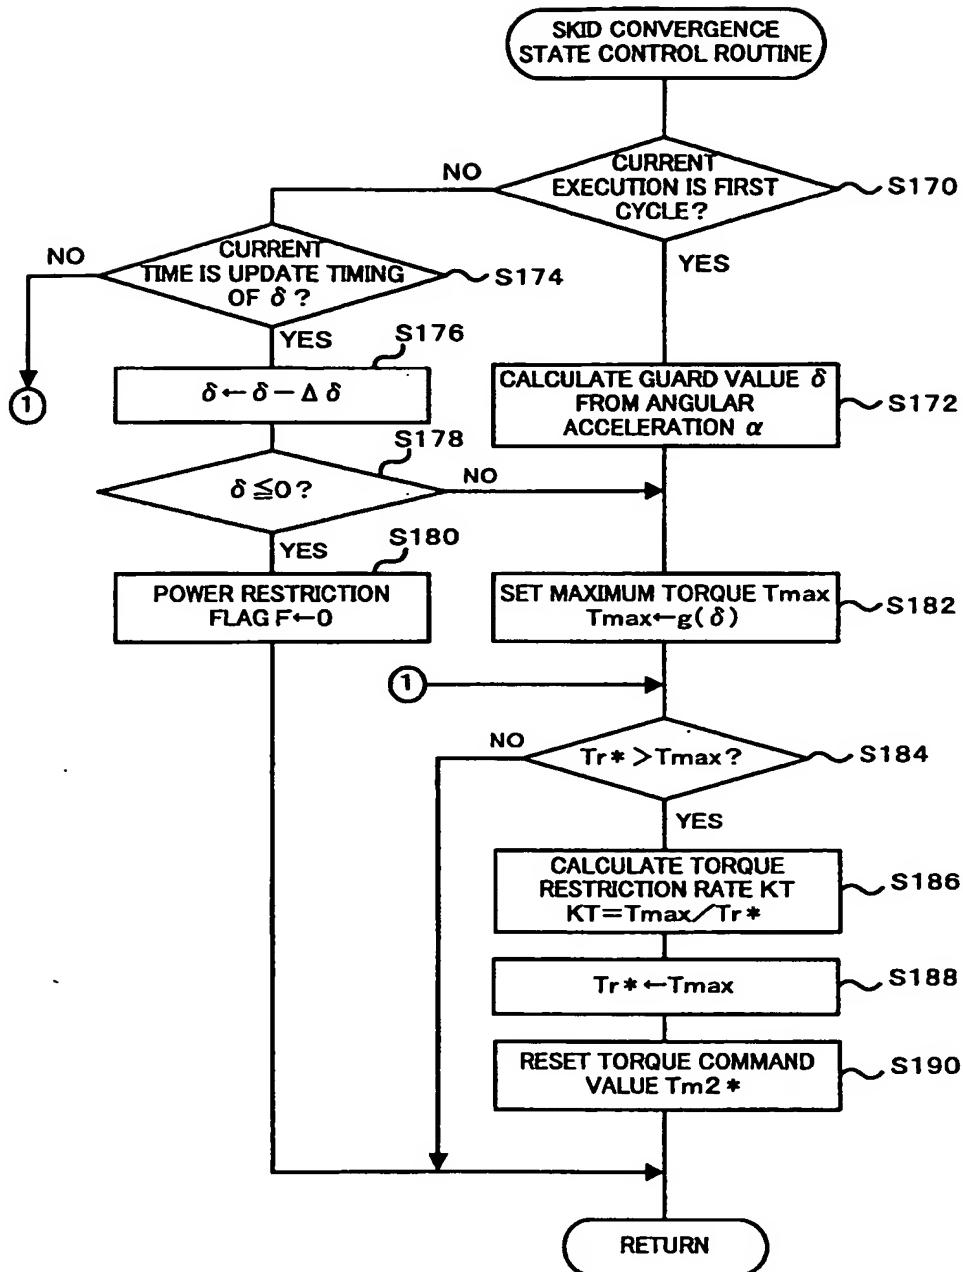 SKID CONVERGENCE
STATE CONTROL ROUTINE
CURRENT
EXECUTION IS FIRST
CYCLE?
S170
NO
YES
CURRENT
TIME IS UPDATE TIMING
OF δ?
S174
NO
YES
1
S176
δ←δ−Δδ
CALCULATE GUARD VALUE δ
FROM ANGULAR
ACCELERATION α
S172
S178
δ≦0?
NO
YES
S180
POWER RESTRICTION
FLAG F←0
SET MAXIMUM TORQUE Tmax
Tmax←g(δ)
S182
1
NO
Tr*>Tmax?
S184
YES
CALCULATE TORQUE
RESTRICTION RATE KT
KT=Tmax/Tr*
S186
Tr*←Tmax
S188
RESET TORQUE COMMAND
VALUE Tm2*
S190
RETURN